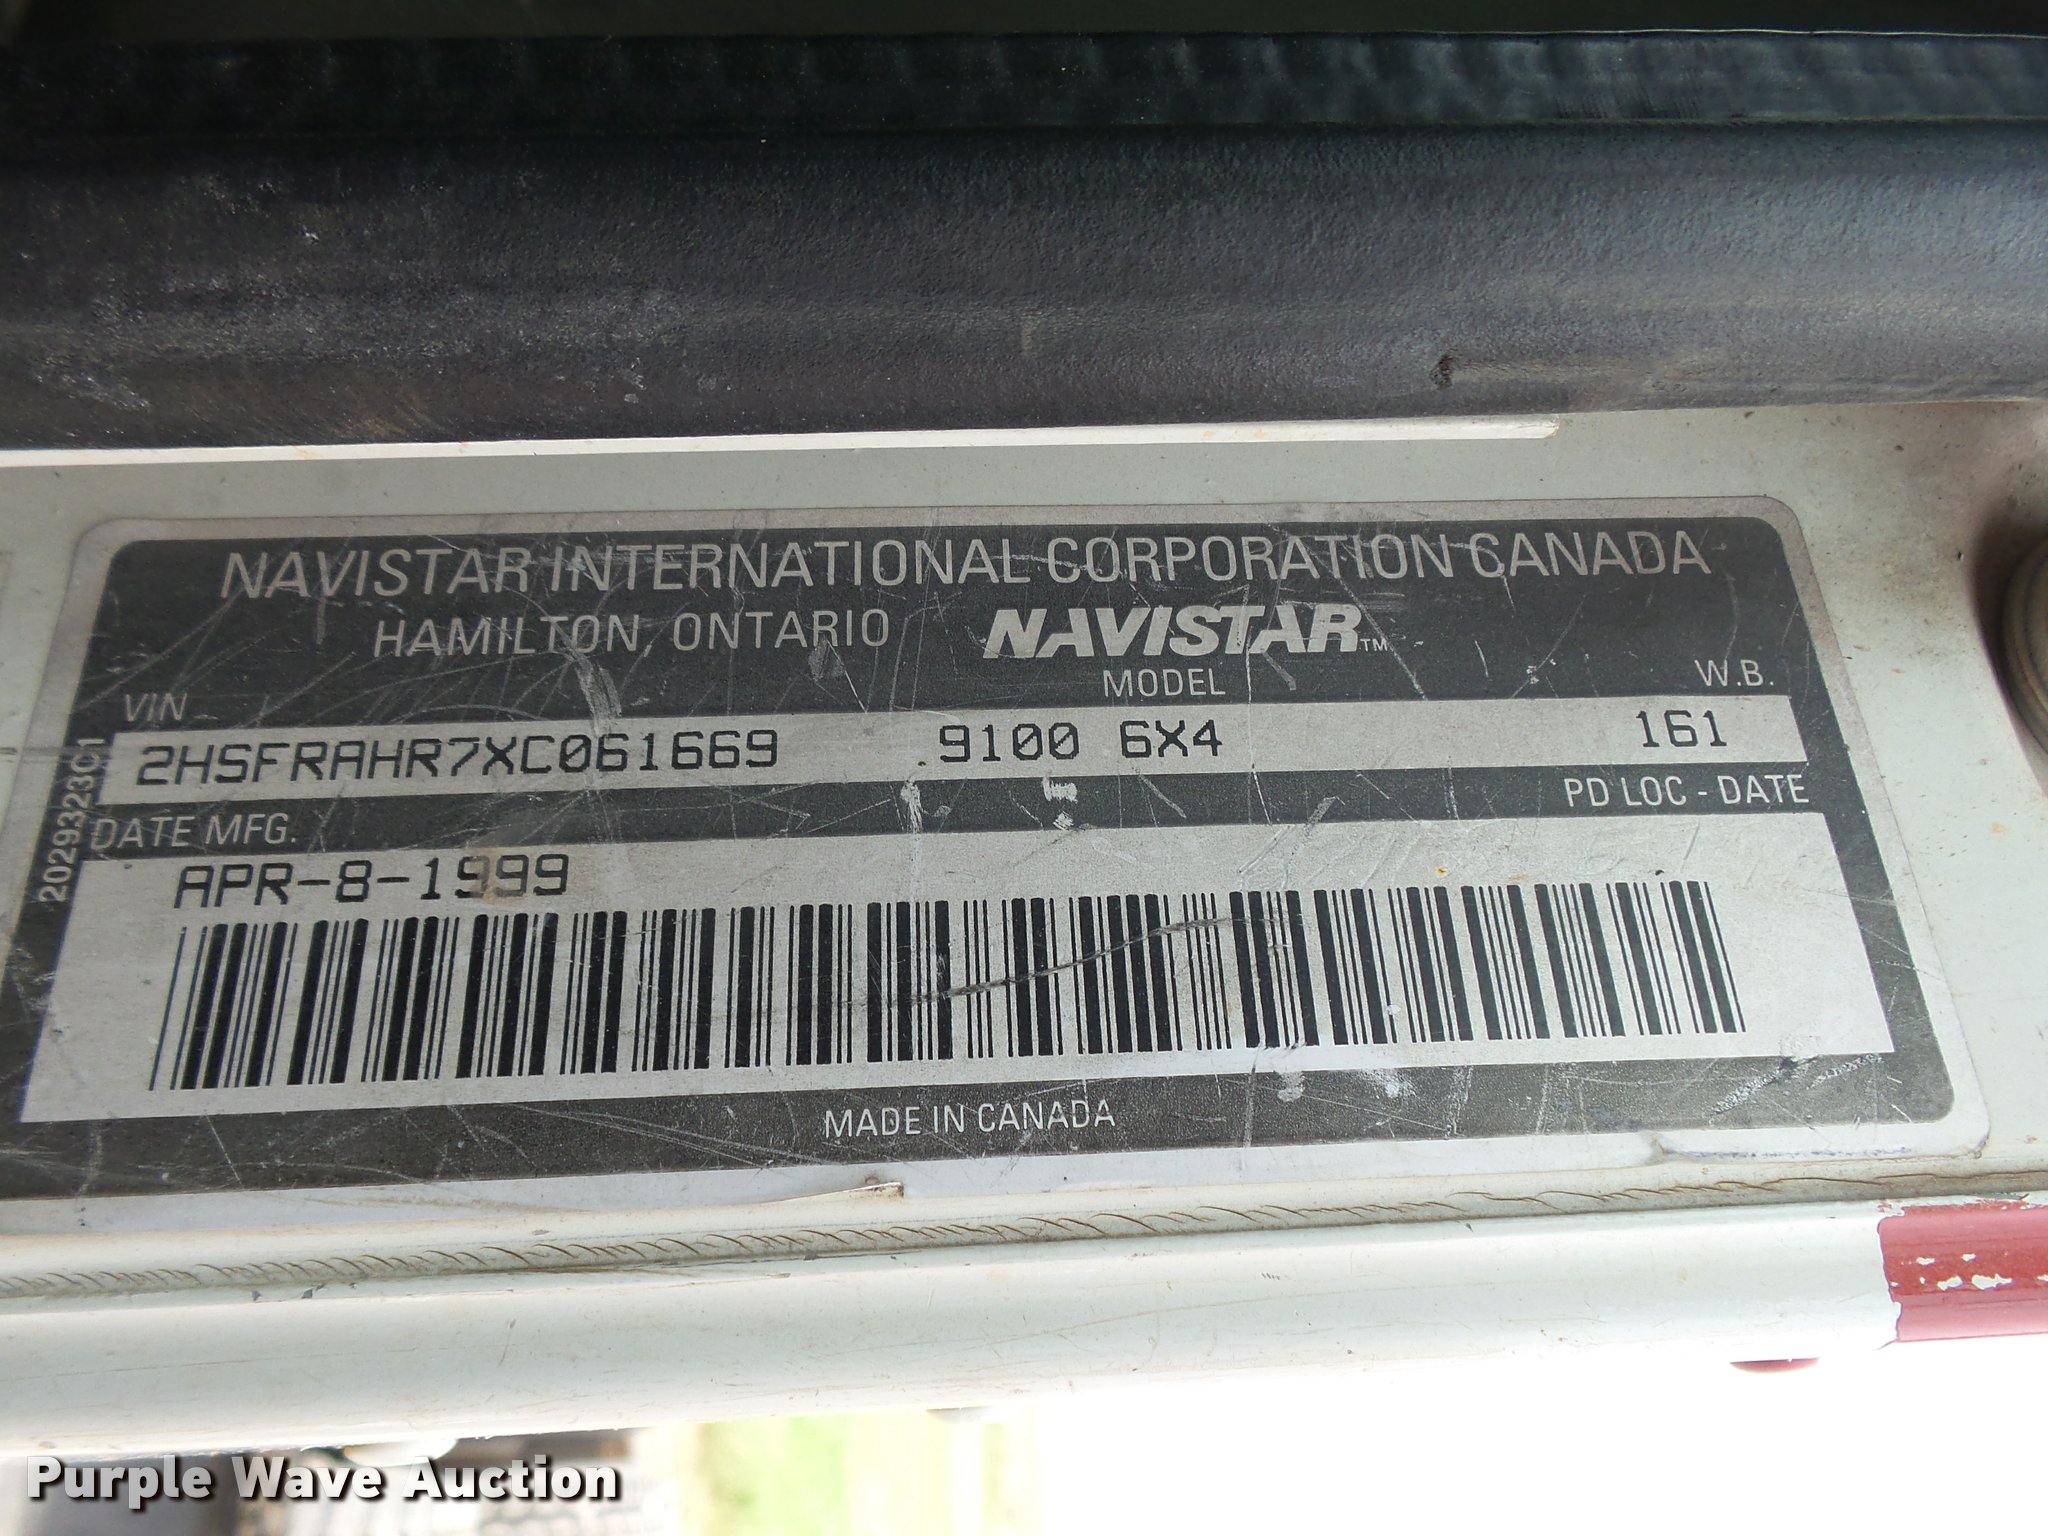 NAVISTAR INTERNATIONAL CORPORATION CANADA
HAMILTON, ONTARIO NAVISTAR™
VIN MODEL W.B.
2HSFRAHR7XC061669 9100 6X4 161
DATE MFG. PD LOC - DATE
APR-8-1999
2029323C1
MADE IN CANADA
Purple Wave Auction